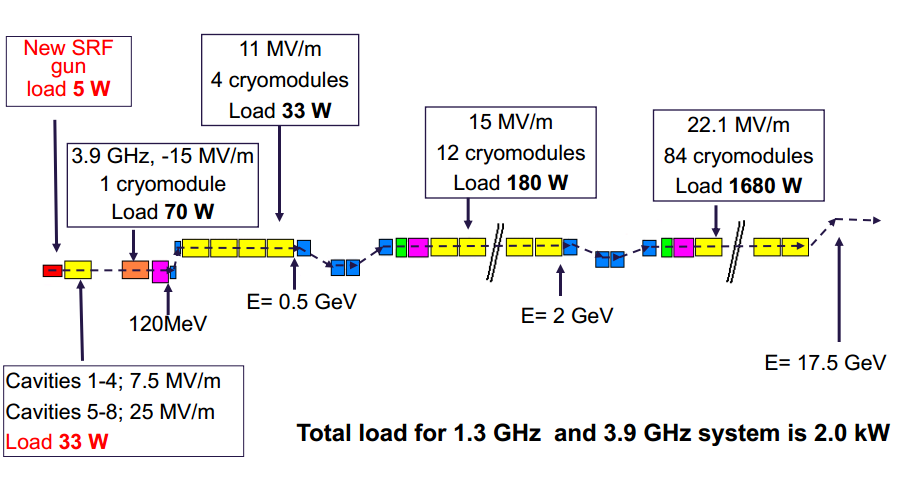 New SRF
gun
load 5 W
11 MV/m
4 cryomodules
Load 33 W
3.9 GHz, -15 MV/m
1 cryomodule
Load 70 W
15 MV/m
12 cryomodules
Load 180 W
22.1 MV/m
84 cryomodules
Load 1680 W
120MeV
E= 0.5 GeV
E= 2 GeV
E= 17.5 GeV
Cavities 1-4; 7.5 MV/m
Cavities 5-8; 25 MV/m
Load 33 W
Total load for 1.3 GHz and 3.9 GHz system is 2.0 kW